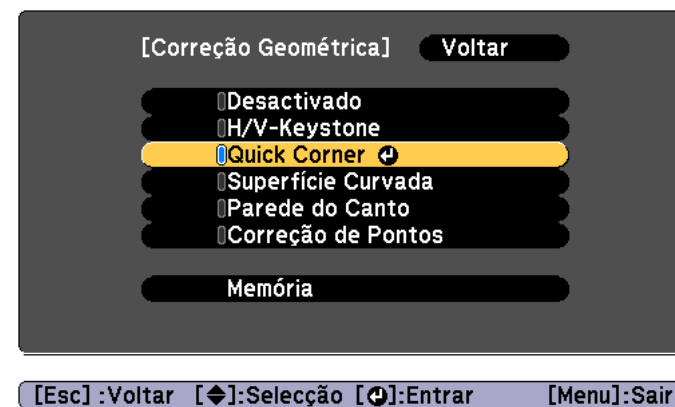 [Correção Geométrica] Voltar
Desactivado
H/V-Keystone
Quick Corner
Superfície Curvada
Parede do Canto
Correção de Pontos
Memória
[Esc] :Voltar [◆]:Selecção [↵]:Entrar [Menu]:Sair